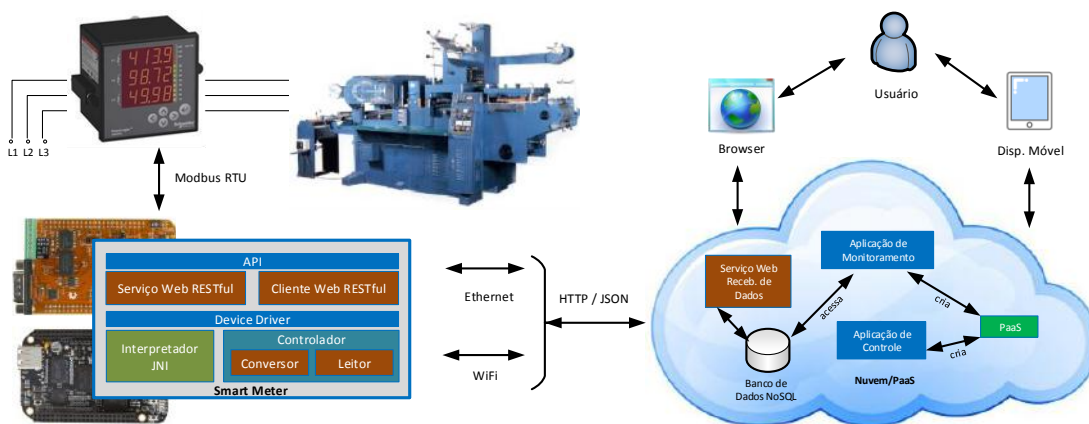 413.9
98.72
49.98
L1 L2 L3
Modbus RTU
API
Serviço Web RESTful
Cliente Web RESTful
Device Driver
Interpretador
JNI
Controlador
Conversor
Leitor
Smart Meter
Ethernet
WiFi
HTTP / JSON
Usuário
Browser
Disp. Móvel
Aplicação de
Monitoramento
Serviço Web
Receb. de
Dados
acessa
cria
PaaS
Aplicação de
Controle
cria
Banco de
Dados NoSQL
Nuvem/PaaS